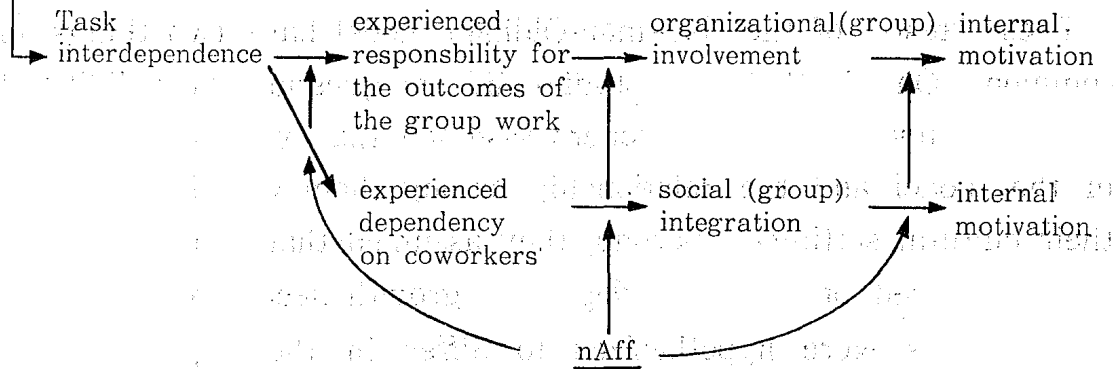 Task
interdependence
experienced
responsbility for
the outcomes of
the group work
organizational(group)
involvement
internal
motivation
experienced
dependency
on coworkers
social (group)
integration
internal
motivation
nAff